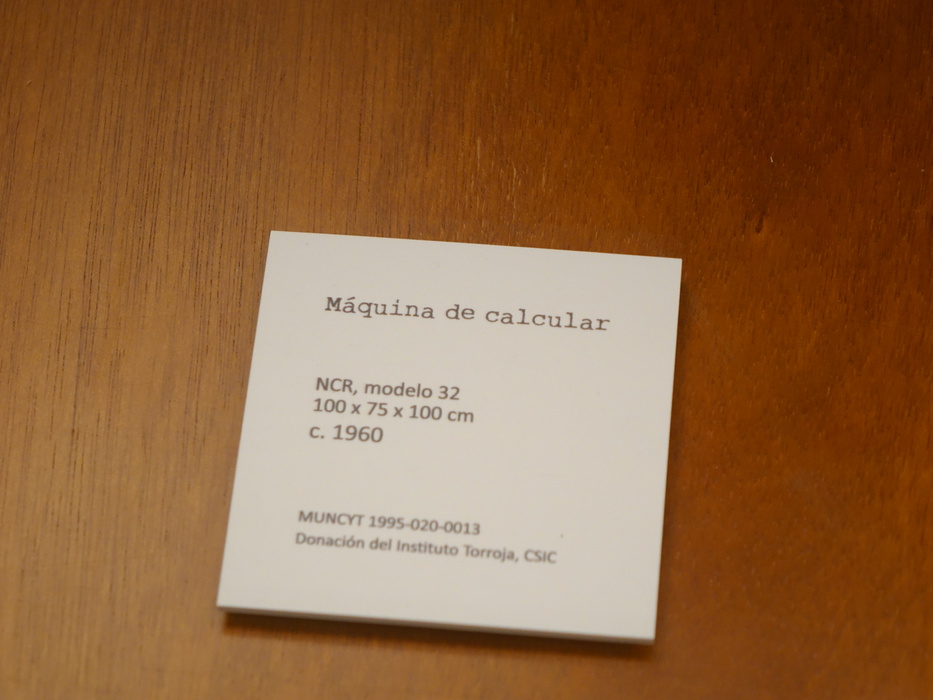 Máquina de calcular
NCR, modelo 32
100 x 75 x 100 cm
c. 1960
MUNCYT 1995-020-0013
Donación del Instituto Torroja, CSIC